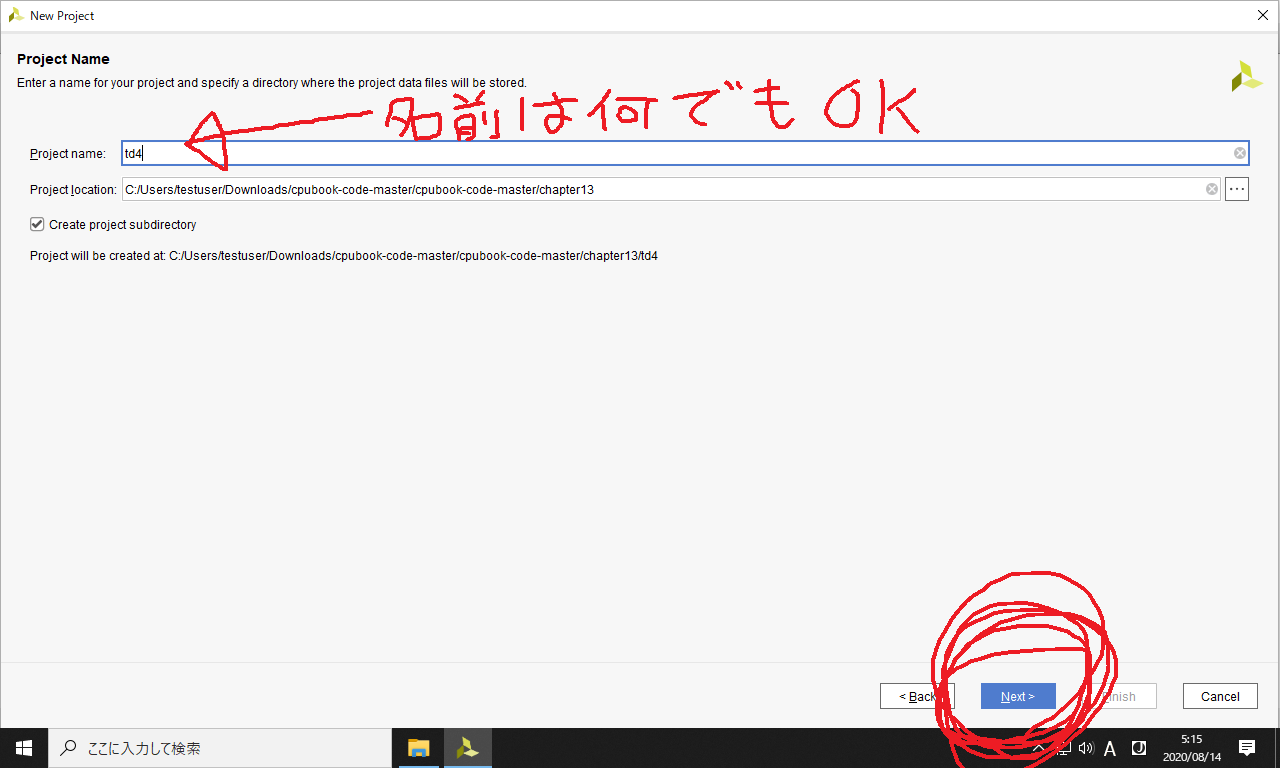 New Project
Project Name
Enter a name for your project and specify a directory where the project data files will be stored.
名前は何でもOK
Project name: td4
Project location: C:/Users/testuser/Downloads/cpubook-code-master/cpubook-code-master/chapter13 ...
Create project subdirectory
Project will be created at: C:/Users/testuser/Downloads/cpubook-code-master/cpubook-code-master/chapter13/td4
< Back Next > Finish Cancel
ここに入力して検索 A J 5:15
2020/08/14